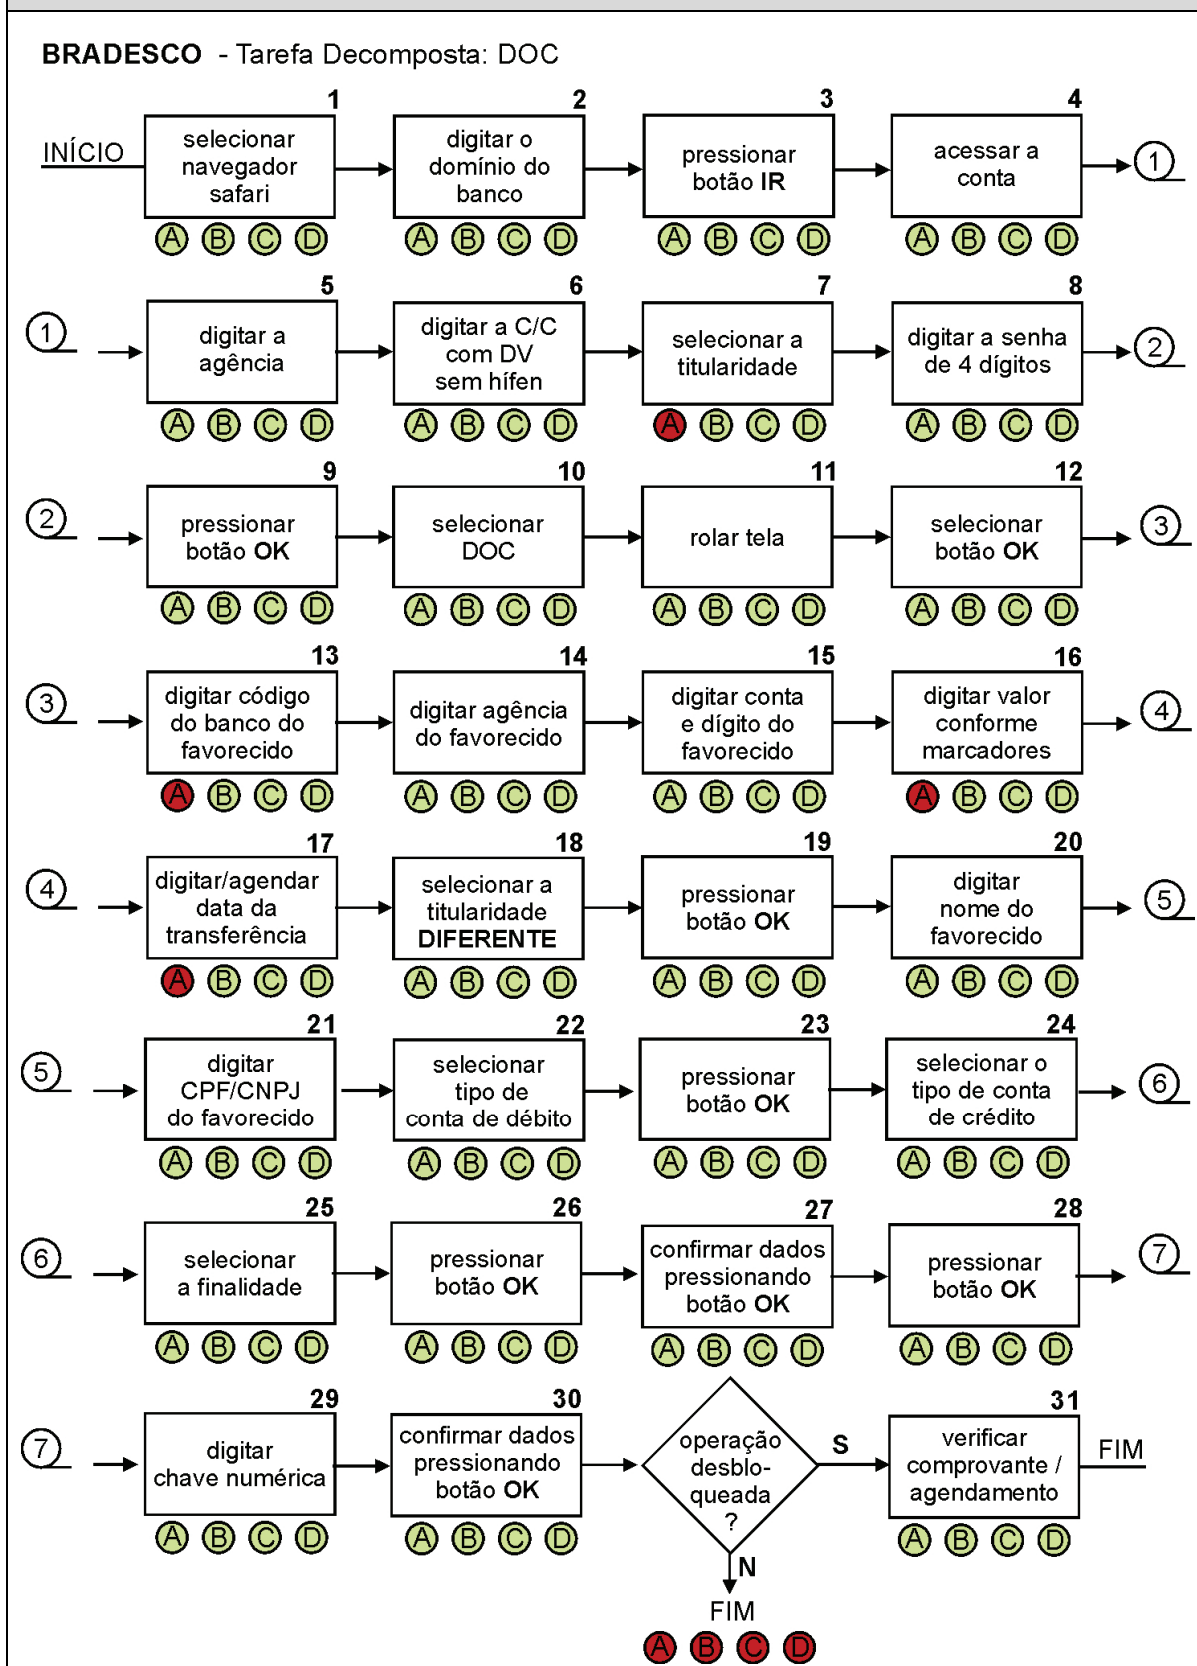 BRADESCO - Tarefa Decomposta: DOC
1 2 3 4
INÍCIO
selecionar
navegador
safari
digitar o
domínio do
banco
pressionar
botão IR
acessar a
conta
1
A B C D A B C D A B C D A B C D
5 6 7 8
1
digitar a
agência
digitar a C/C
com DV
sem hífen
selecionar a
titularidade
digitar a senha
de 4 dígitos
2
A B C D A B C D A B C D A B C D
9 10 11 12
2
pressionar
botão OK
selecionar
DOC
rolar tela
selecionar
botão OK
3
A B C D A B C D A B C D A B C D
13 14 15 16
3
digitar código
do banco do
favorecido
digitar agência
do favorecido
digitar conta
e dígito do
favorecido
digitar valor
conforme
marcadores
4
A B C D A B C D A B C D A B C D
17 18 19 20
4
digitar/agendar
data da
transferência
selecionar a
titularidade
DIFERENTE
pressionar
botão OK
digitar
nome do
favorecido
5
A B C D A B C D A B C D A B C D
21 22 23 24
5
digitar
CPF/CNPJ
do favorecido
selecionar
tipo de
conta de débito
pressionar
botão OK
selecionar o
tipo de conta
de crédito
6
A B C D A B C D A B C D A B C D
25 26 27 28
6
selecionar
a finalidade
pressionar
botão OK
confirmar dados
pressionando
botão OK
pressionar
botão OK
7
A B C D A B C D A B C D A B C D
29 30 31
7
digitar
chave numérica
confirmar dados
pressionando
botão OK
operação
desblo-
queada
?
S
verificar
comprovante /
agendamento
FIM
A B C D A B C D A B C D
N
FIM
A B C D